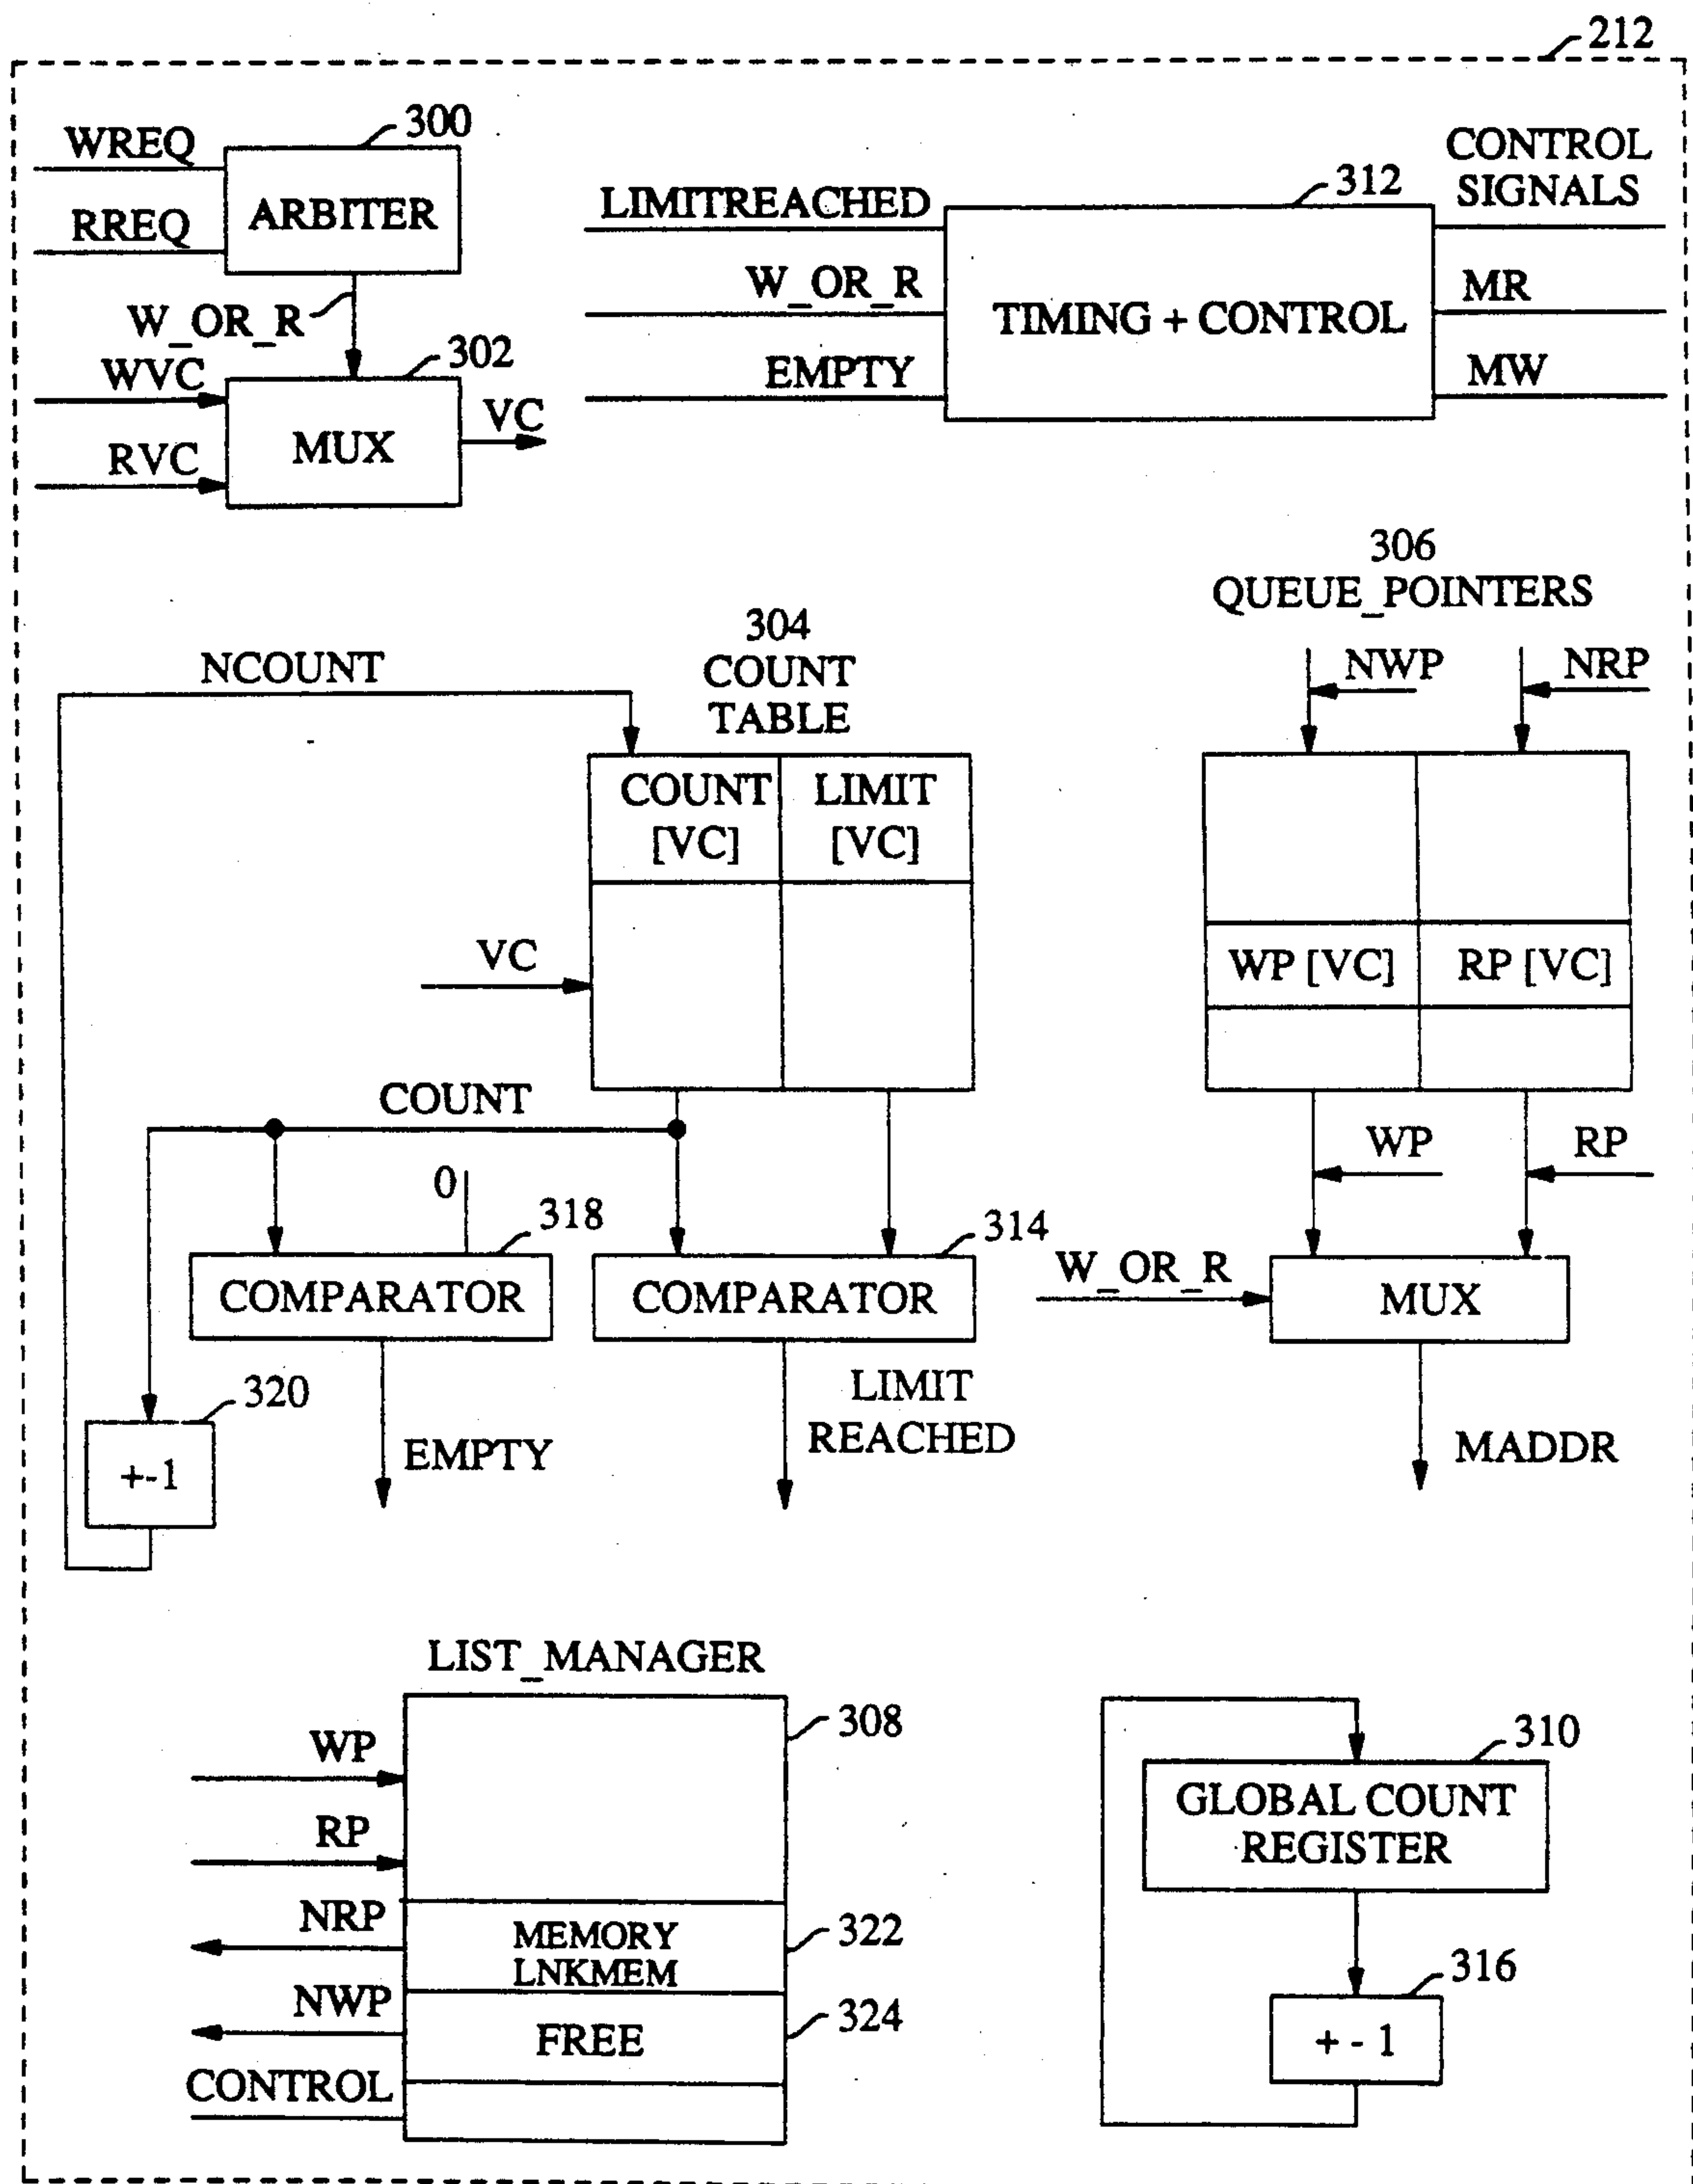 212
WREQ
300
RREQ
ARBITER
W_OR_R
302
WVC
RVC
MUX
VC
LIMITREACHED
312
CONTROL
SIGNALS
W_OR_R
TIMING + CONTROL
MR
EMPTY
MW
306
QUEUE_POINTERS
NWP
NRP
WP [VC]
RP [VC]
WP
RP
W_OR_R
MUX
MADDR
304
COUNT
TABLE
NCOUNT
COUNT
[VC]
LIMIT
[VC]
VC
COUNT
0
318
COMPARATOR
314
COMPARATOR
320
+-1
EMPTY
LIMIT
REACHED
LIST_MANAGER
308
WP
RP
NRP
MEMORY
LNKMEM
322
NWP
FREE
324
CONTROL
310
GLOBAL COUNT
REGISTER
316
+ - 1